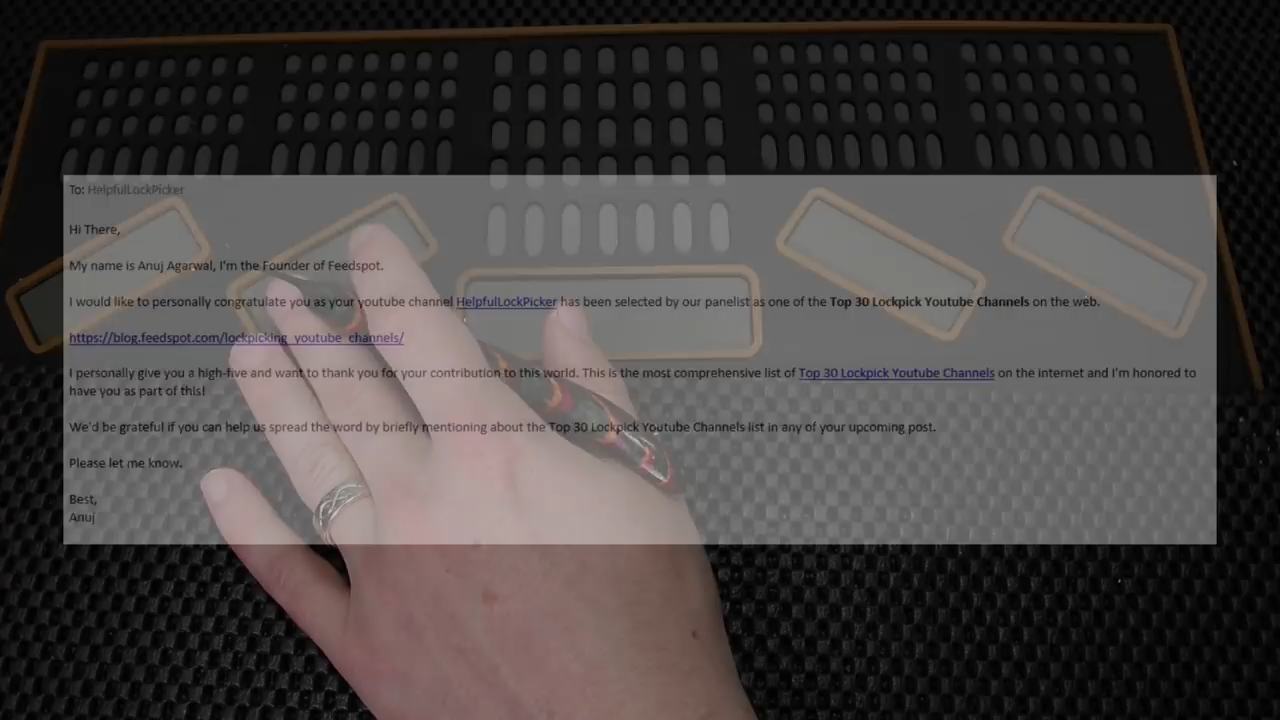 To: HelpfulLockPicker
Hi There,
My name is Anuj Agarwal, I'm the Founder of Feedspot.
I would like to personally congratulate you as your youtube channel HelpfulLockPicker has been selected by our panelist as one of the Top 30 Lockpick Youtube Channels on the web.
https://blog.feedspot.com/lockpicking_youtube_channels/
I personally give you a high-five and want to thank you for your contribution to this world. This is the most comprehensive list of Top 30 Lockpick Youtube Channels on the internet and I'm honored to
have you as part of this!
We'd be grateful if you can help us spread the word by briefly mentioning about the Top 30 Lockpick Youtube Channels list in any of your upcoming post.
Please let me know.
Best,
Anuj